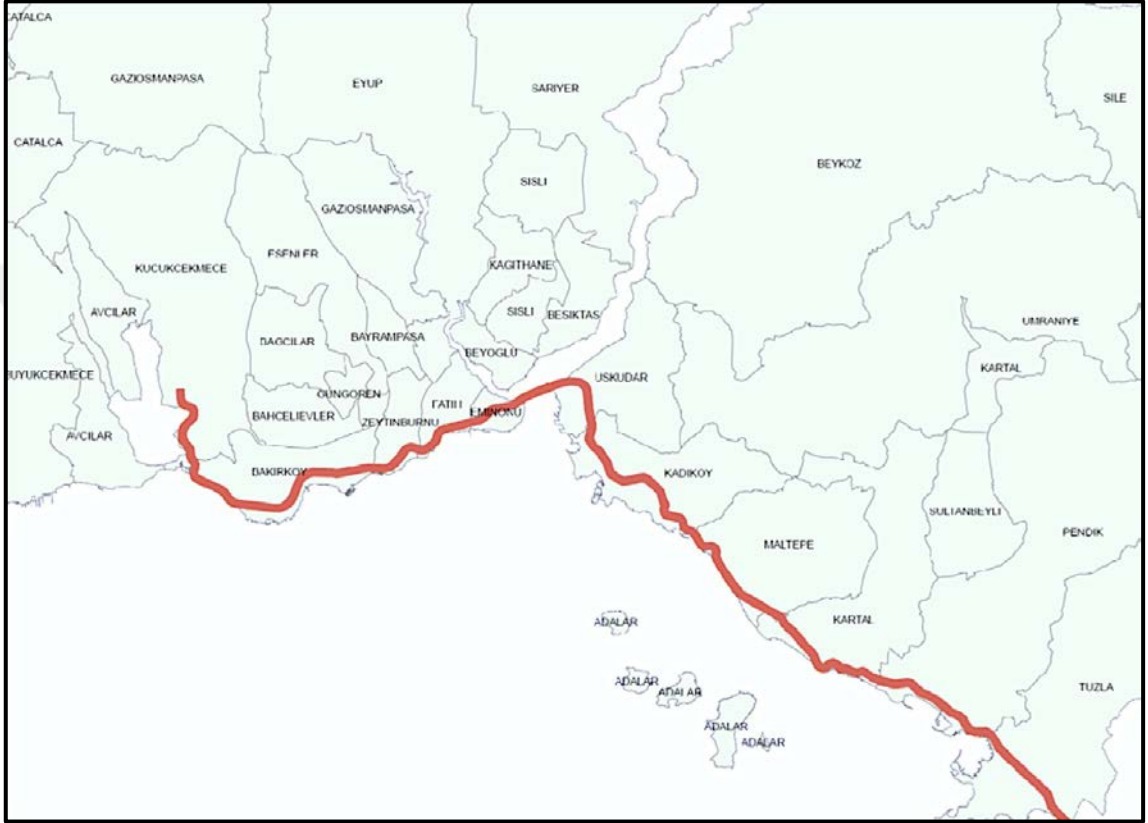 CATALCA
GAZIOSMANPASA
EYUP
SARIYER
SILE
CATALCA
BEYKOZ
SISLI
GAZIOSMANPASA
ESENLER
KUCUKCEKMECE
KAGITHANE
AVCILAR
SISLI
BESIKTAS
UMRANIYE
BAYRAMPASA
BAGCILAR
BEYOGLU
KARTAL
BUYUKCEKMECE
USKUDAR
GUNGOREN
FATIH
EMINONU
BAHCELIEVLER
ZEYTINBURNU
AVCILAR
BAKIRKOY
KADIKOY
SULTANBEYLI
PENDIK
MALTEPE
ADALAR
KARTAL
ADALAR
ADALAR
TUZLA
ADALAR
ADALAR